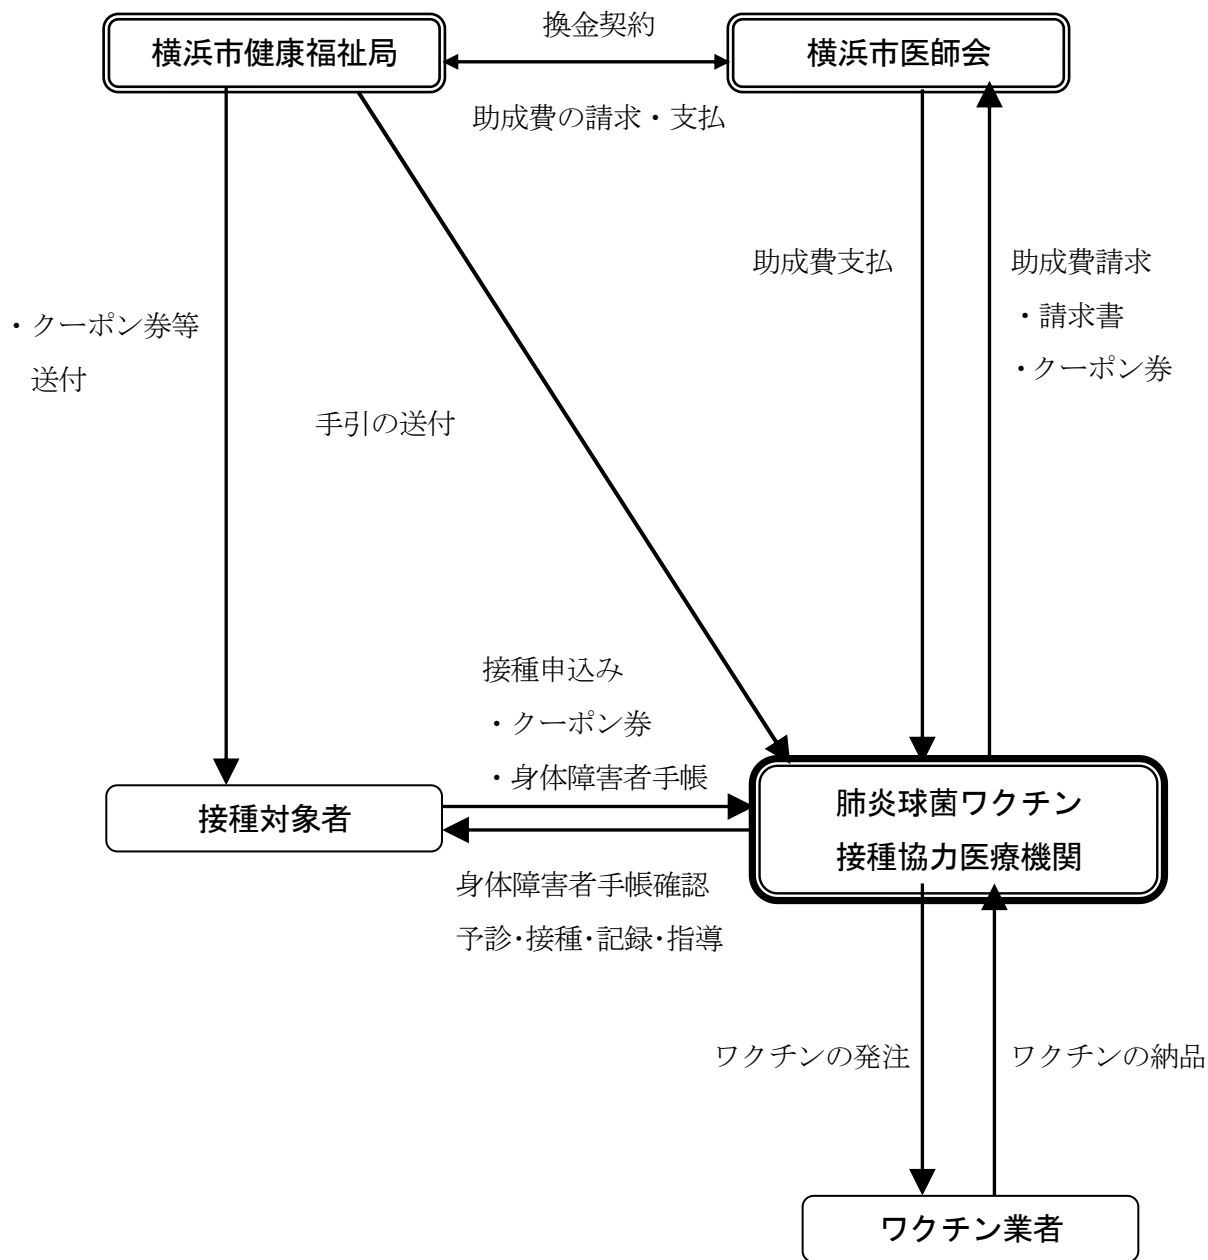 換金契約
横浜市健康福祉局
横浜市医師会
助成費の請求・支払
助成費支払
助成費請求
・請求書
・クーポン券
・クーポン券等
送付
手引の送付
接種申込み
・クーポン券
・身体障害者手帳
接種対象者
肺炎球菌ワクチン
接種協力医療機関
身体障害者手帳確認
予診・接種・記録・指導
ワクチンの発注
ワクチンの納品
ワクチン業者